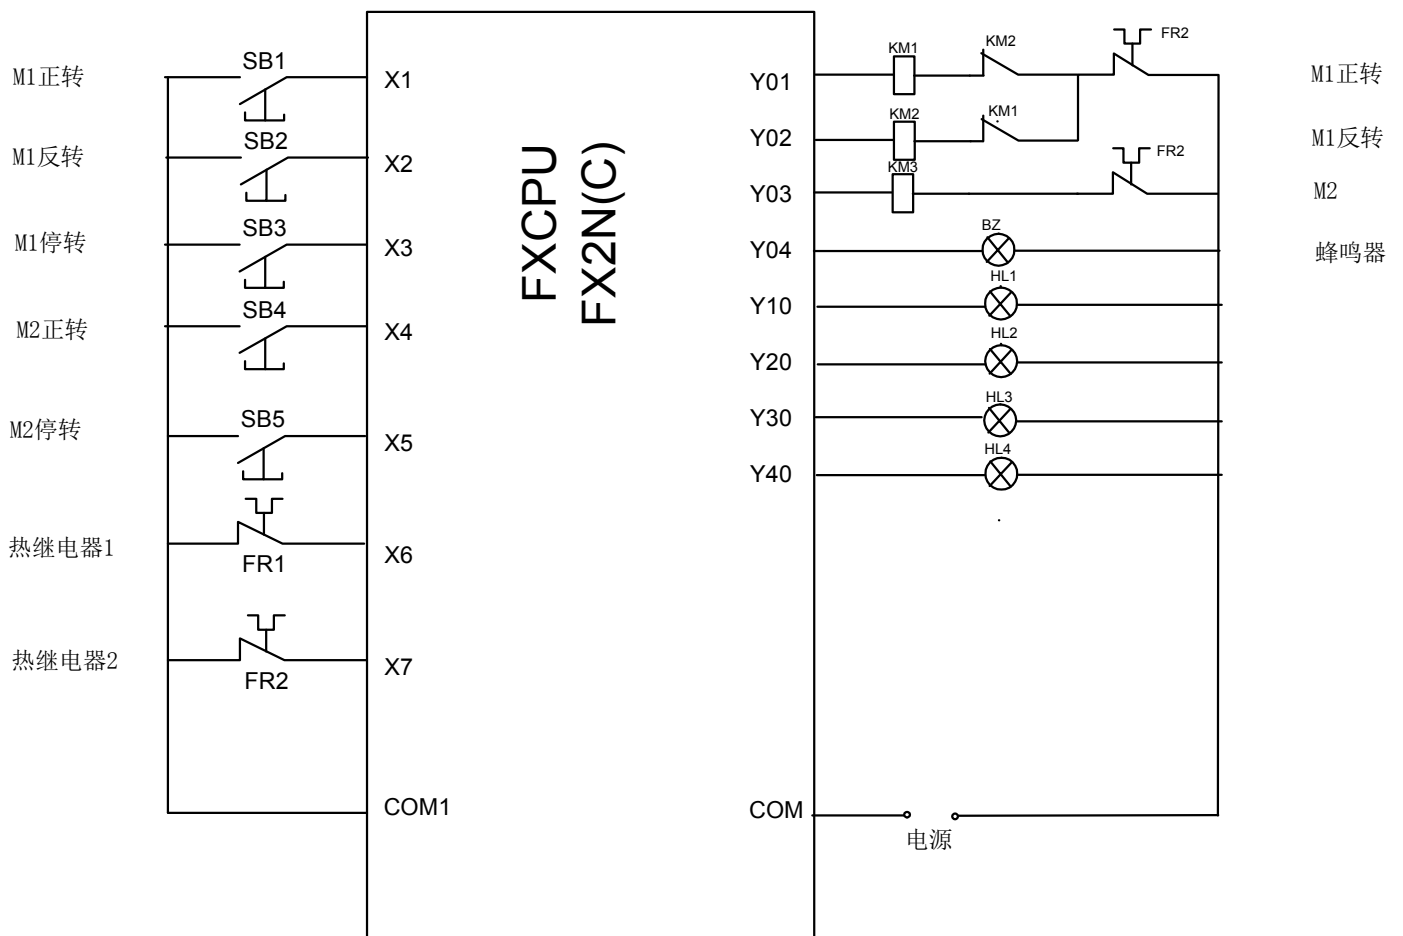 M1正转
SB1
X1
M1反转
SB2
X2
M1停转
SB3
X3
M2正转
SB4
X4
M2停转
SB5
X5
热继电器1
FR1
X6
热继电器2
FR2
X7
COM1
FXCPU
FX2N(C)
Y01
KM1
KM2
FR2
M1正转
Y02
KM2
KM1
M1反转
Y03
KM3
FR2
M2
Y04
BZ
蜂鸣器
Y10
HL1
Y20
HL2
Y30
HL3
Y40
HL4
COM
电源